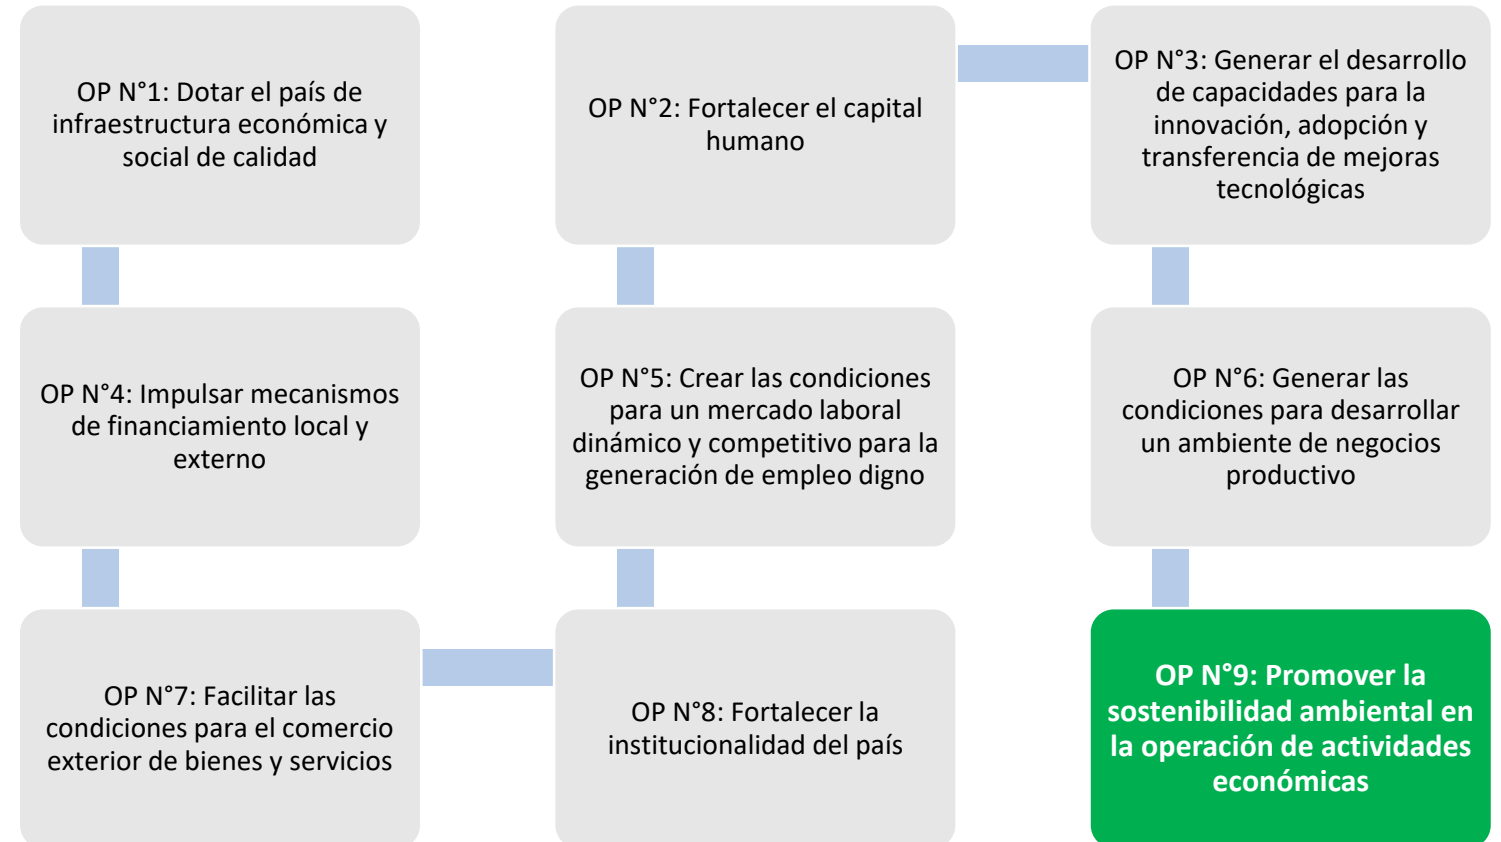 OP N°1: Dotar el país de
infraestructura económica y
social de calidad
OP N°2: Fortalecer el capital
humano
OP N°3: Generar el desarrollo
de capacidades para la
innovación, adopción y
transferencia de mejoras
tecnológicas
OP N°4: Impulsar mecanismos
de financiamiento local y
externo
OP N°5: Crear las condiciones
para un mercado laboral
dinámico y competitivo para la
generación de empleo digno
OP N°6: Generar las
condiciones para desarrollar
un ambiente de negocios
productivo
OP N°7: Facilitar las
condiciones para el comercio
exterior de bienes y servicios
OP N°8: Fortalecer la
institucionalidad del país
OP N°9: Promover la
sostenibilidad ambiental en
la operación de actividades
económicas